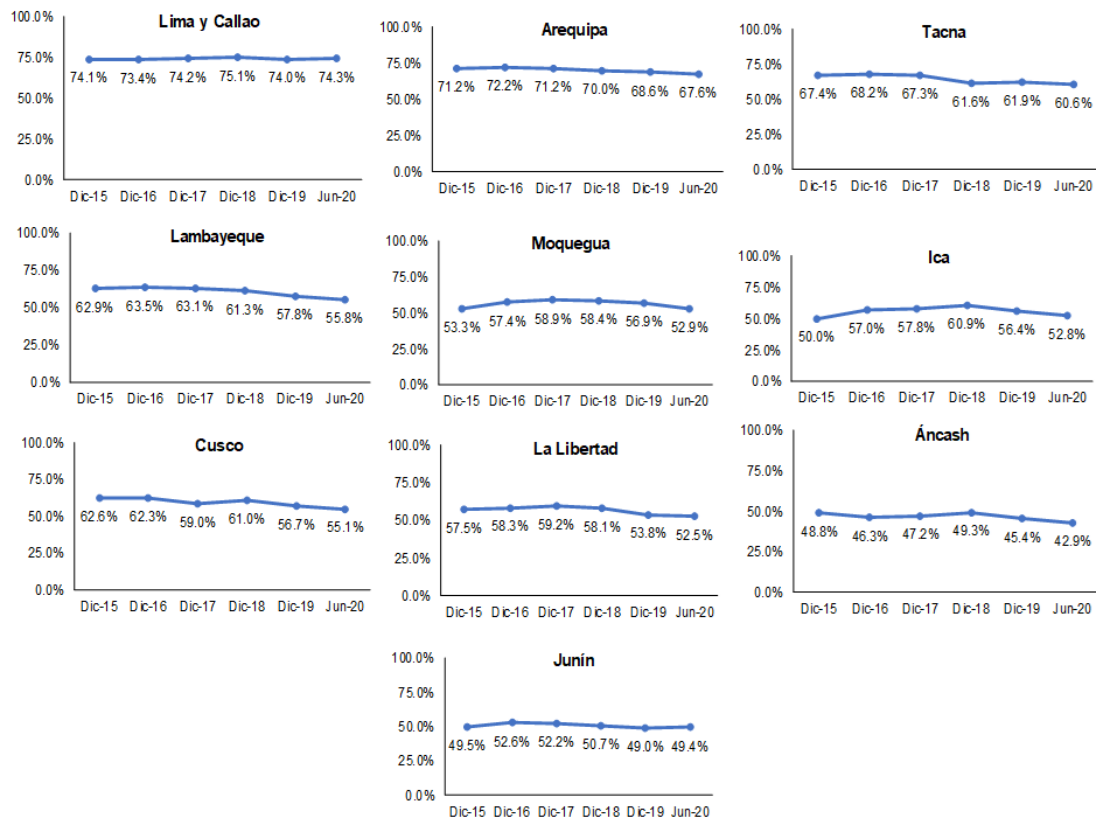 Lima y Callao
100.0%
75.0%
50.0%
25.0%
0.0%
74.1% 73.4% 74.2% 75.1% 74.0% 74.3%
Dic-15 Dic-16 Dic-17 Dic-18 Dic-19 Jun-20
Arequipa
100.0%
75.0%
50.0%
25.0%
0.0%
71.2% 72.2% 71.2% 70.0% 68.6% 67.6%
Dic-15 Dic-16 Dic-17 Dic-18 Dic-19 Jun-20
Tacna
100.0%
75.0%
50.0%
25.0%
0.0%
67.4% 68.2% 67.3% 61.6% 61.9% 60.6%
Dic-15 Dic-16 Dic-17 Dic-18 Dic-19 Jun-20
Lambayeque
100.0%
75.0%
50.0%
25.0%
0.0%
62.9% 63.5% 63.1% 61.3% 57.8% 55.8%
Dic-15 Dic-16 Dic-17 Dic-18 Dic-19 Jun-20
Moquegua
100.0%
75.0%
50.0%
25.0%
0.0%
53.3% 57.4% 58.9% 58.4% 56.9% 52.9%
Dic-15 Dic-16 Dic-17 Dic-18 Dic-19 Jun-20
Ica
100.0%
75.0%
50.0%
25.0%
0.0%
50.0% 57.0% 57.8% 60.9% 56.4% 52.8%
Dic-15 Dic-16 Dic-17 Dic-18 Dic-19 Jun-20
Cusco
100.0%
75.0%
50.0%
25.0%
0.0%
62.6% 62.3% 59.0% 61.0% 56.7% 55.1%
Dic-15 Dic-16 Dic-17 Dic-18 Dic-19 Jun-20
La Libertad
100.0%
75.0%
50.0%
25.0%
0.0%
57.5% 58.3% 59.2% 58.1% 53.8% 52.5%
Dic-15 Dic-16 Dic-17 Dic-18 Dic-19 Jun-20
Áncash
100.0%
75.0%
50.0%
25.0%
0.0%
48.8% 46.3% 47.2% 49.3% 45.4% 42.9%
Dic-15 Dic-16 Dic-17 Dic-18 Dic-19 Jun-20
Junín
100.0%
75.0%
50.0%
25.0%
0.0%
49.5% 52.6% 52.2% 50.7% 49.0% 49.4%
Dic-15 Dic-16 Dic-17 Dic-18 Dic-19 Jun-20